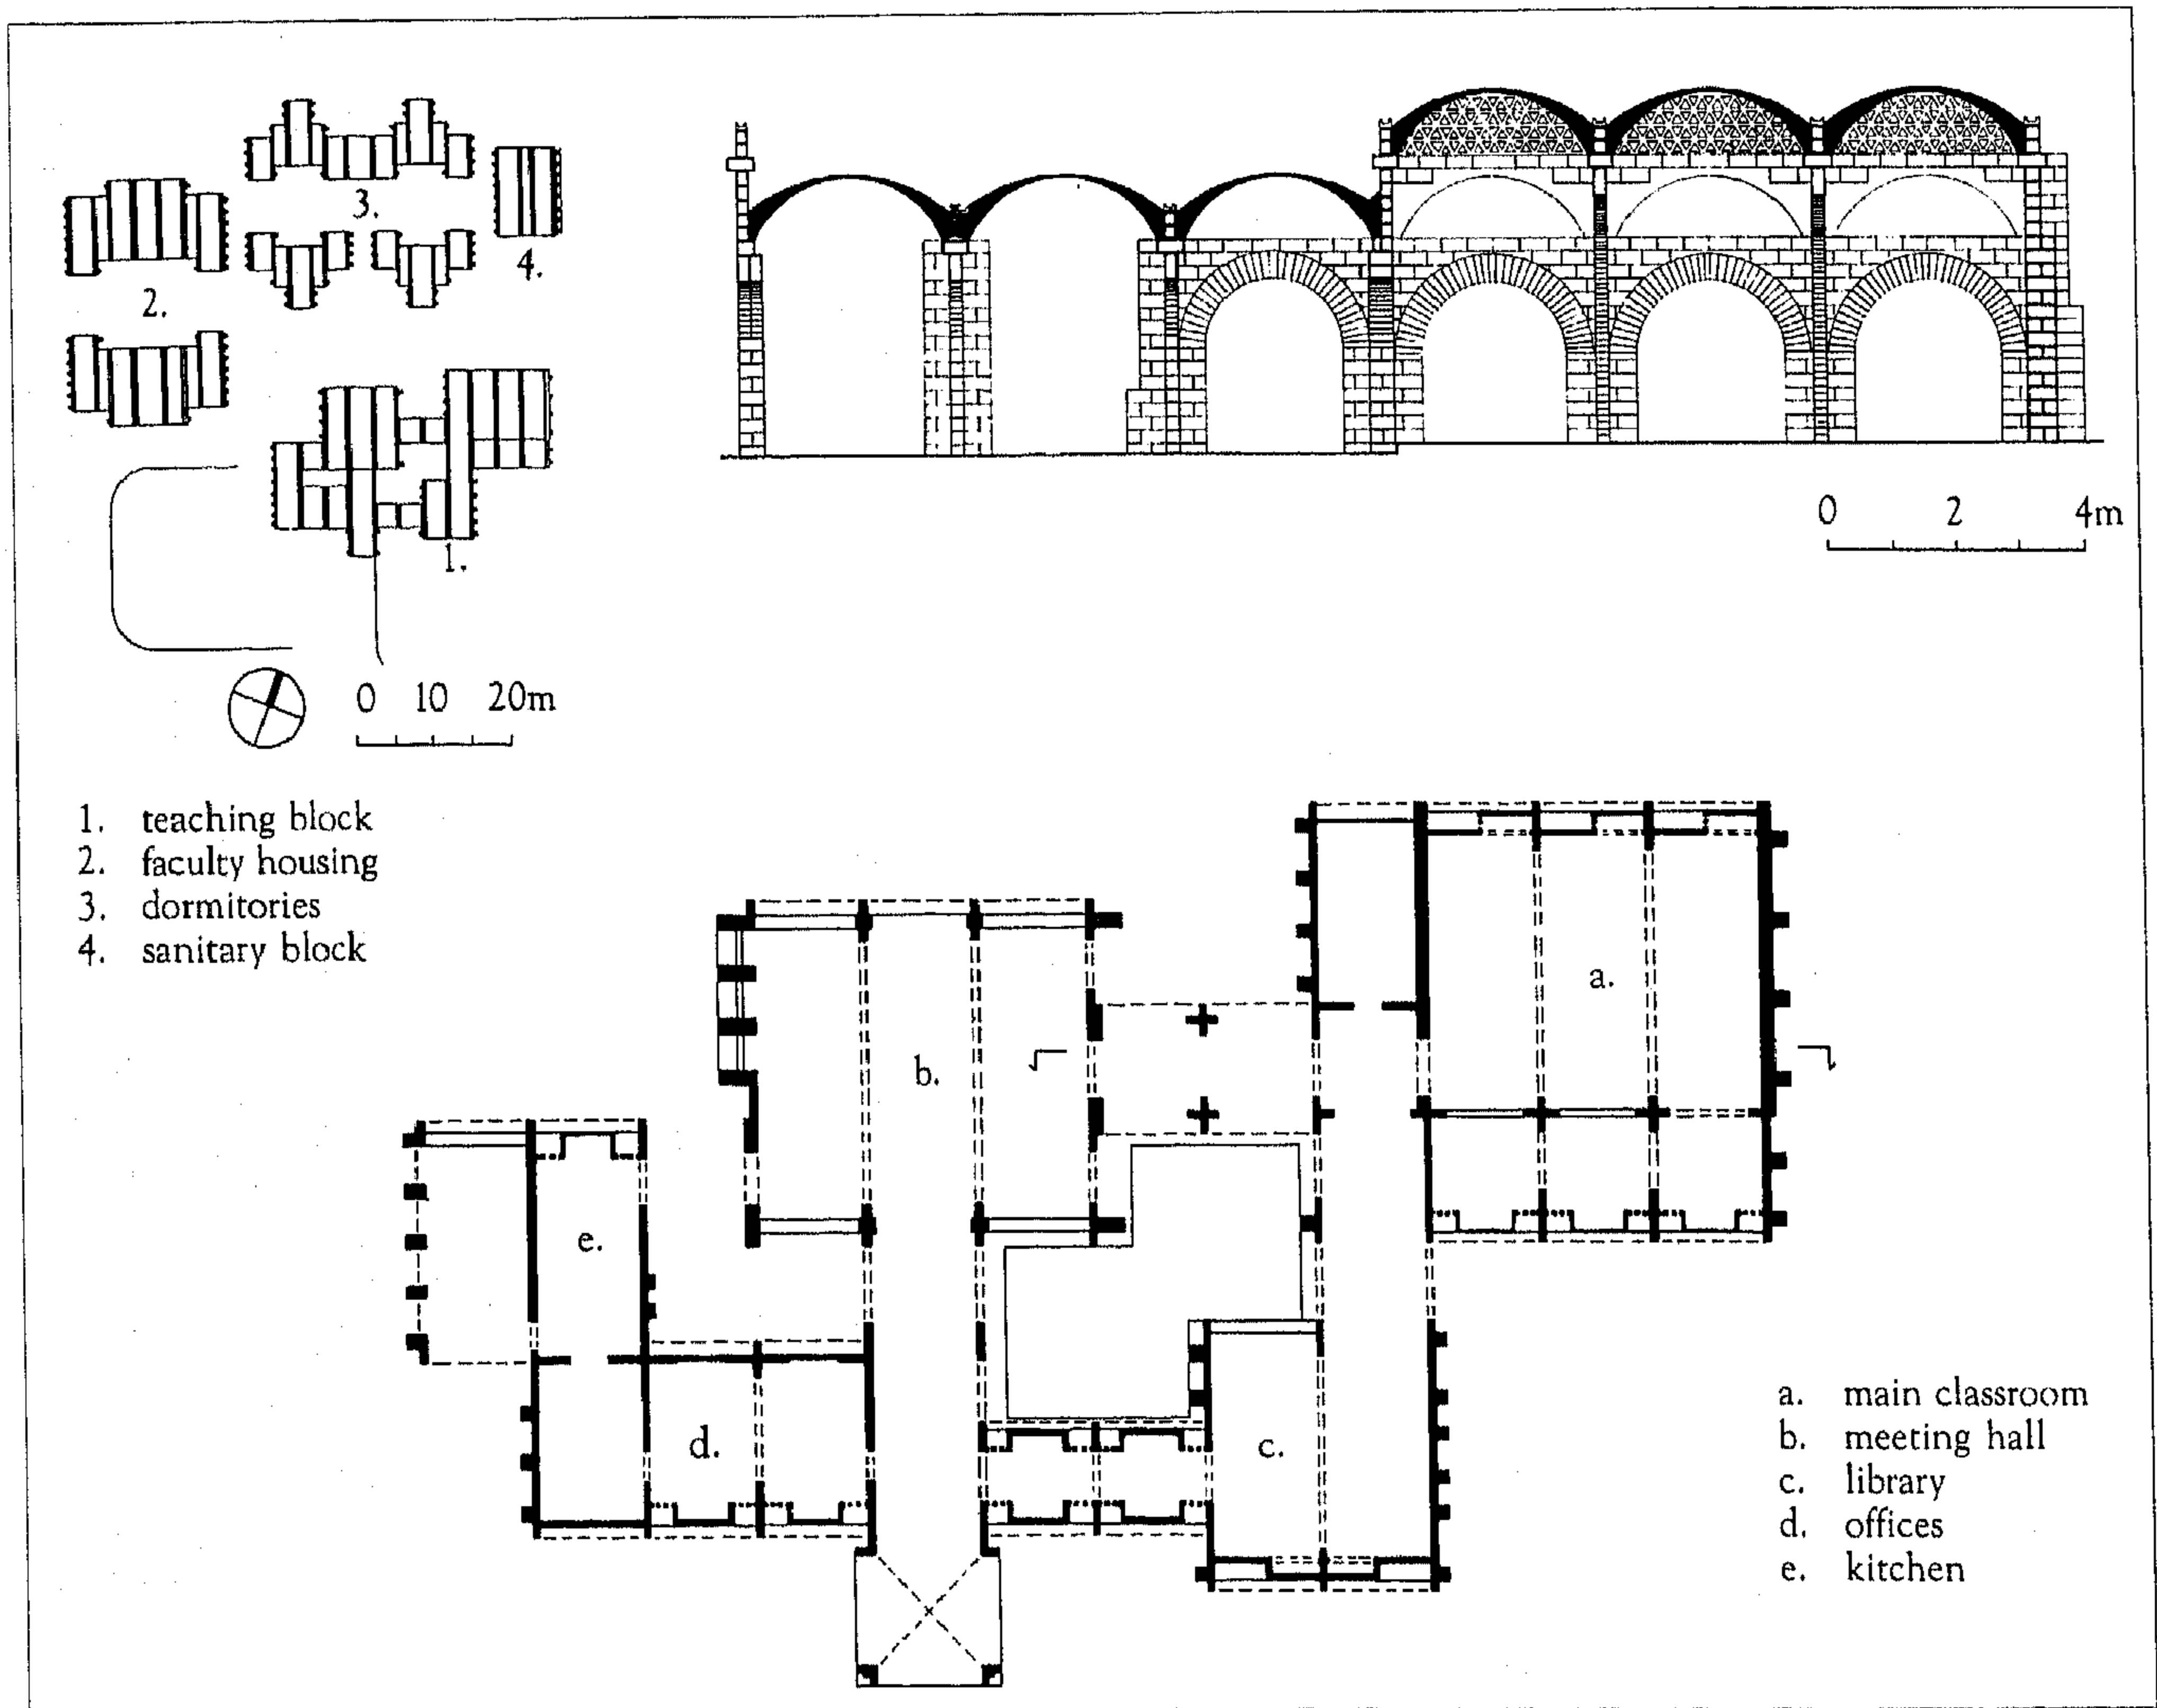 3.
4.
2.
1.
0 2 4m
0 10 20m
1. teaching block
2. faculty housing
3. dormitories
4. sanitary block
a.
b.
e.
d.
c.
a. main classroom
b. meeting hall
c. library
d. offices
e. kitchen